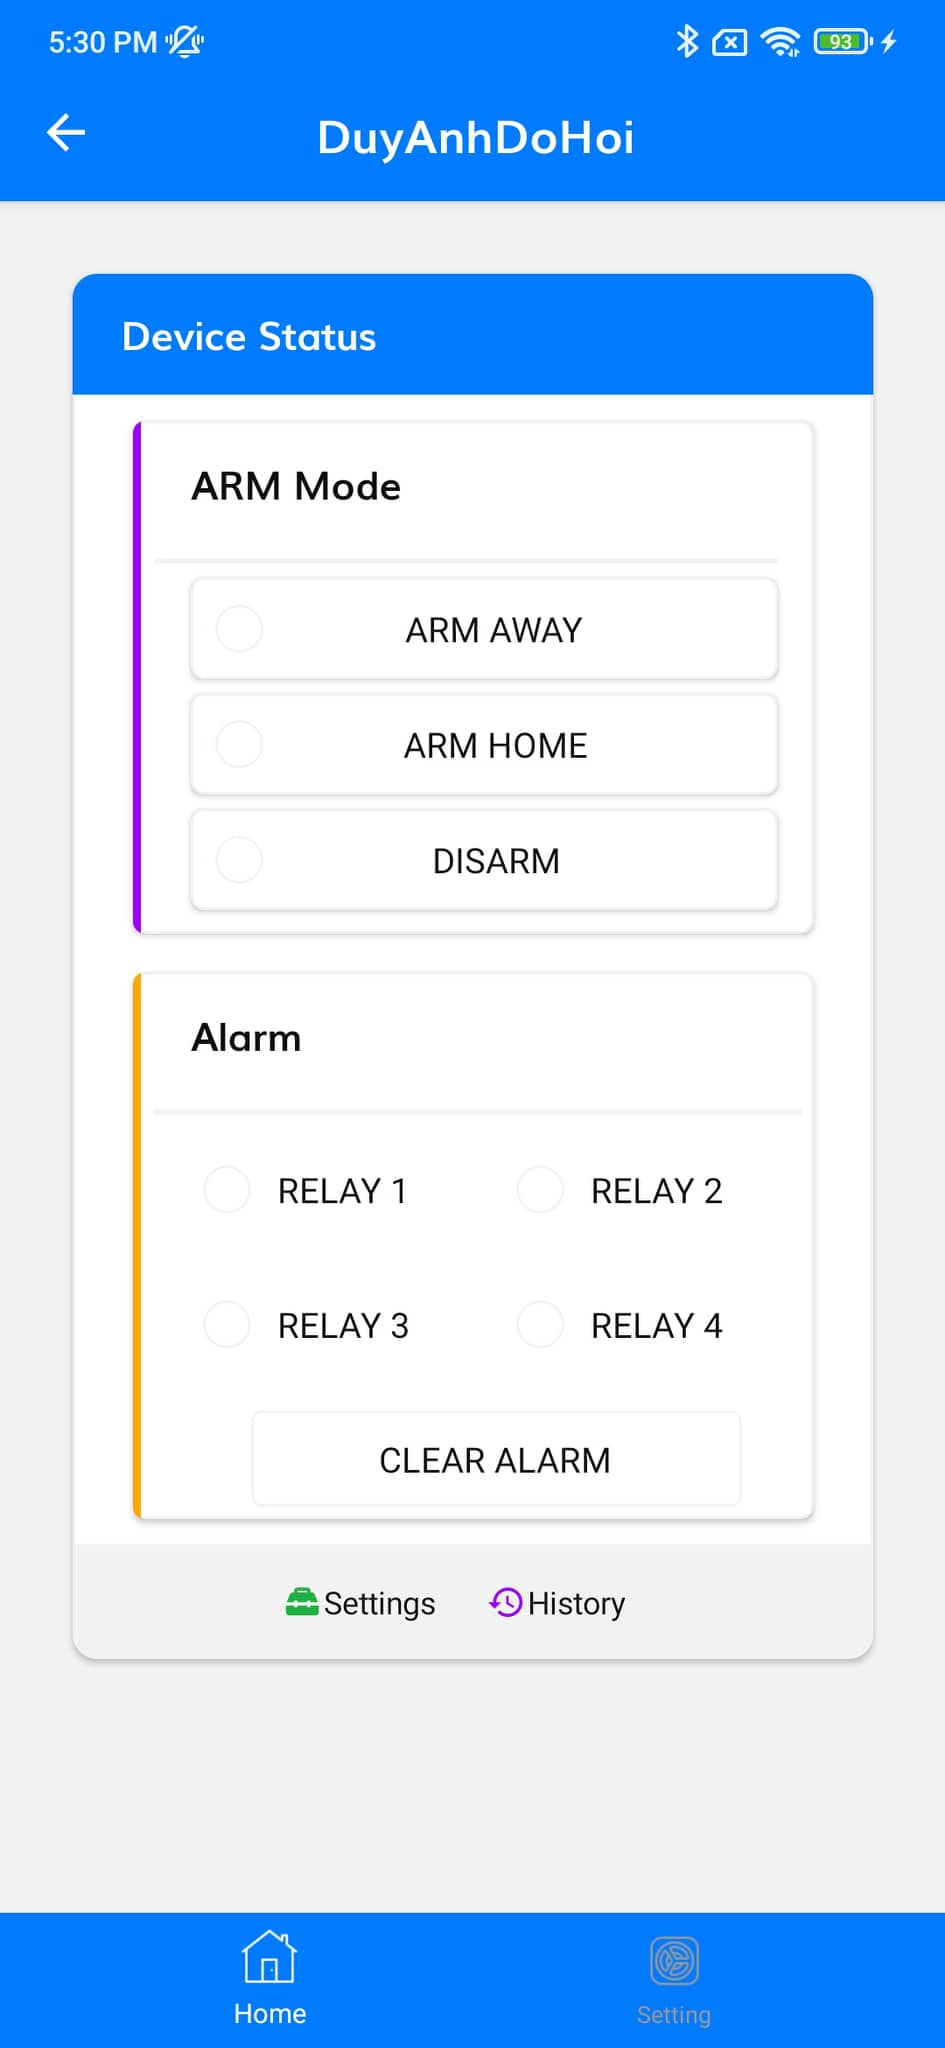 5:30 PM
93
DuyAnhDoHoi
Device Status
ARM Mode
ARM AWAY
ARM HOME
DISARM
Alarm
RELAY 1
RELAY 2
RELAY 3
RELAY 4
CLEAR ALARM
Settings
History
Home
Setting